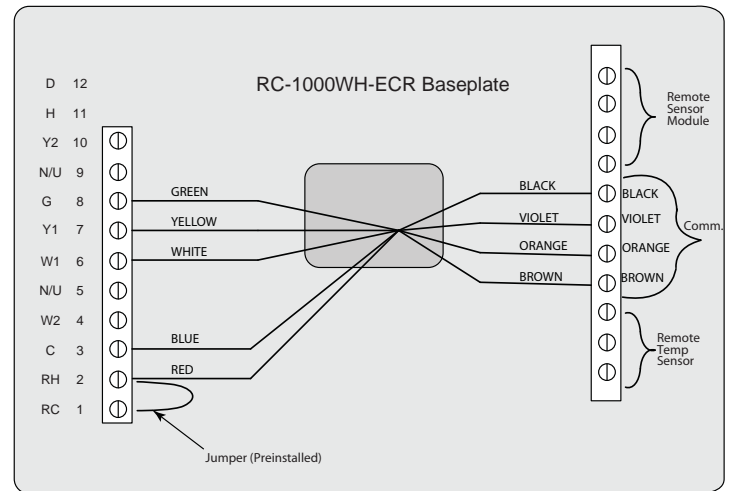 RC-1000WH-ECR Baseplate
D 12
H 11
Y2 10
N/U 9
G 8
Y1 7
W1 6
N/U 5
W2 4
C 3
RH 2
RC 1
GREEN
YELLOW
WHITE
BLUE
RED
Jumper (Preinstalled)
BLACK
VIOLET
ORANGE
BROWN
Remote
Sensor
Module
BLACK
VIOLET
ORANGE
BROWN
Comm.
Remote
Temp
Sensor